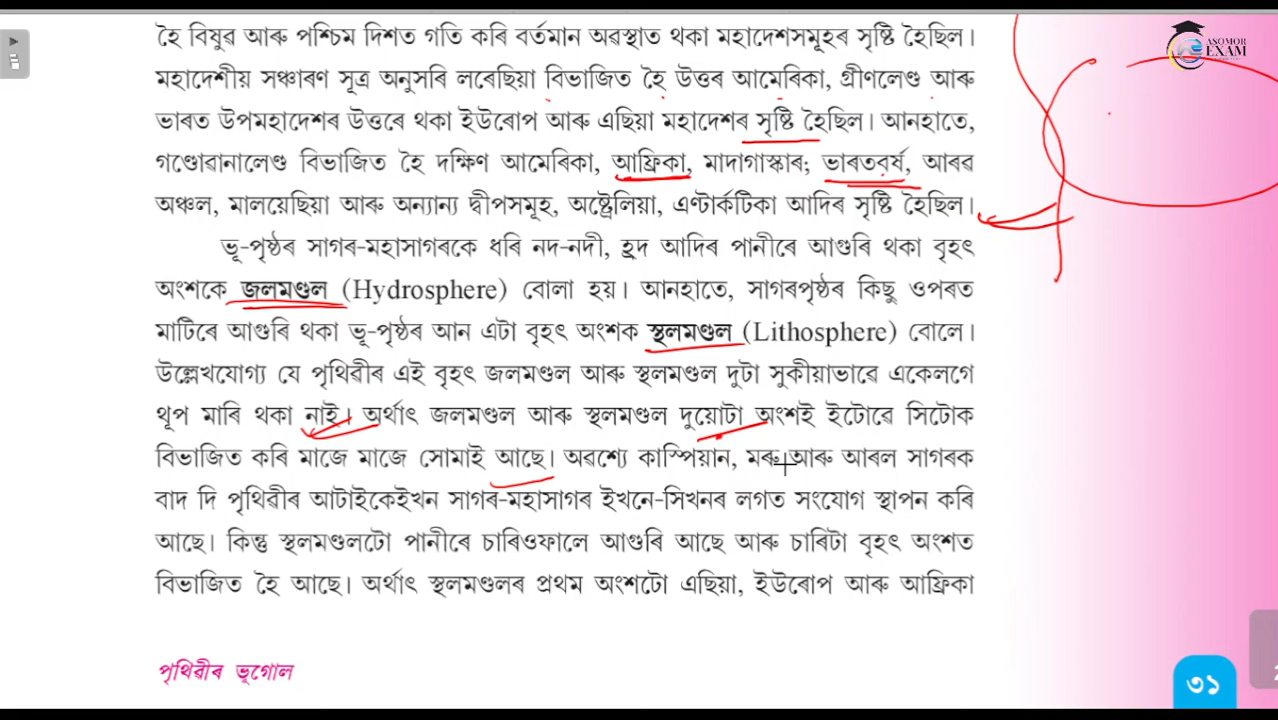 হৈ বিষুৱ আৰু পশ্চিম দিশত গতি কৰি বৰ্তমান অৱস্থাত থকা মহাদেশসমূহৰ সৃষ্টি হৈছিল।
মহাদেশীয় সঞ্চাৰণ সূত্ৰ অনুসৰি লৰেছিয়া বিভাজিত হৈ উত্তৰ আমেৰিকা, গ্ৰীণলেণ্ড আৰু
ভাৰত উপমহাদেশৰ উত্তৰে থকা ইউৰোপ আৰু এছিয়া মহাদেশৰ সৃষ্টি হৈছিল। আনহাতে,
গণ্ডোৱানালেণ্ড বিভাজিত হৈ দক্ষিণ আমেৰিকা, আফ্ৰিকা, মাদাগাস্কাৰ; ভাৰতবৰ্ষ, আৰৱ
অঞ্চল, মালয়েছিয়া আৰু অন্যান্য দ্বীপসমূহ, অষ্ট্ৰেলিয়া, এণ্টাৰ্কটিকা আদিৰ সৃষ্টি হৈছিল।
ভূ-পৃষ্ঠৰ সাগৰ-মহাসাগৰকে ধৰি নদ-নদী, হ্ৰদ আদিৰ পানীৰে আগুৰি থকা বৃহৎ
অংশকে জলমণ্ডল (Hydrosphere) বোলা হয়। আনহাতে, সাগৰপৃষ্ঠৰ কিছু ওপৰত
মাটিৰে আগুৰি থকা ভূ-পৃষ্ঠৰ আন এটা বৃহৎ অংশক স্থলমণ্ডল (Lithosphere) বোলে।
উল্লেখযোগ্য যে পৃথিৱীৰ এই বৃহৎ জলমণ্ডল আৰু স্থলমণ্ডল দুটা সুকীয়াভাৱে একেলগে
থূপ মাৰি থকা নাই। অৰ্থাৎ জলমণ্ডল আৰু স্থলমণ্ডল দুয়োটা অংশই ইটোৱে সিটোক
বিভাজিত কৰি মাজে মাজে সোমাই আছে। অৱশ্যে কাস্পিয়ান, মৰু আৰু আৰল সাগৰক
বাদ দি পৃথিৱীৰ আটাইকেইখন সাগৰ-মহাসাগৰ ইখনে-সিখনৰ লগত সংযোগ স্থাপন কৰি
আছে। কিন্তু স্থলমণ্ডলটো পানীৰে চাৰিওফালে আগুৰি আছে আৰু চাৰিটা বৃহৎ অংশত
বিভাজিত হৈ আছে। অৰ্থাৎ স্থলমণ্ডলৰ প্ৰথম অংশটো এছিয়া, ইউৰোপ আৰু আফ্ৰিকা
পৃথিৱীৰ ভূগোল
৩১
ASOMOR
EXAM